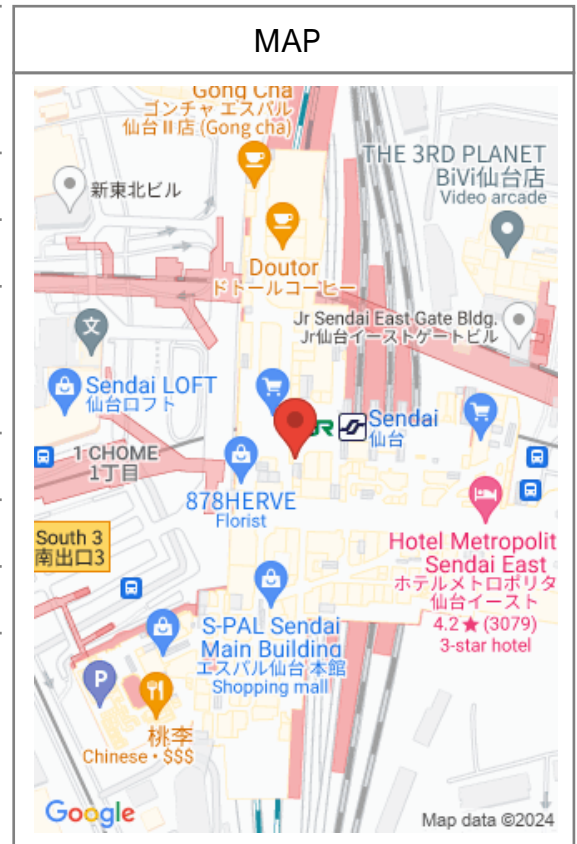 MAP
Gong Cha
ゴンチャ エスパル
仙台 II 店 (Gong cha)
THE 3RD PLANET
BiVi仙台店
Video arcade
新東北ビル
Doutor
ドトールコーヒー
Jr Sendai East Gate Bldg.
Jr仙台イーストゲートビル
文
Sendai LOFT
仙台ロフト
JR
Sendai
仙台
1 CHOME
1丁目
878HERVE
Florist
South 3
南出口3
Hotel Metropolit
Sendai East
ホテルメトロポリタ
仙台イースト
4.2★(3079)
3-star hotel
S-PAL Sendai
Main Building
エスパル仙台 本館
Shopping mall
P
桃李
Chinese • $$$
Google
Map data ©2024